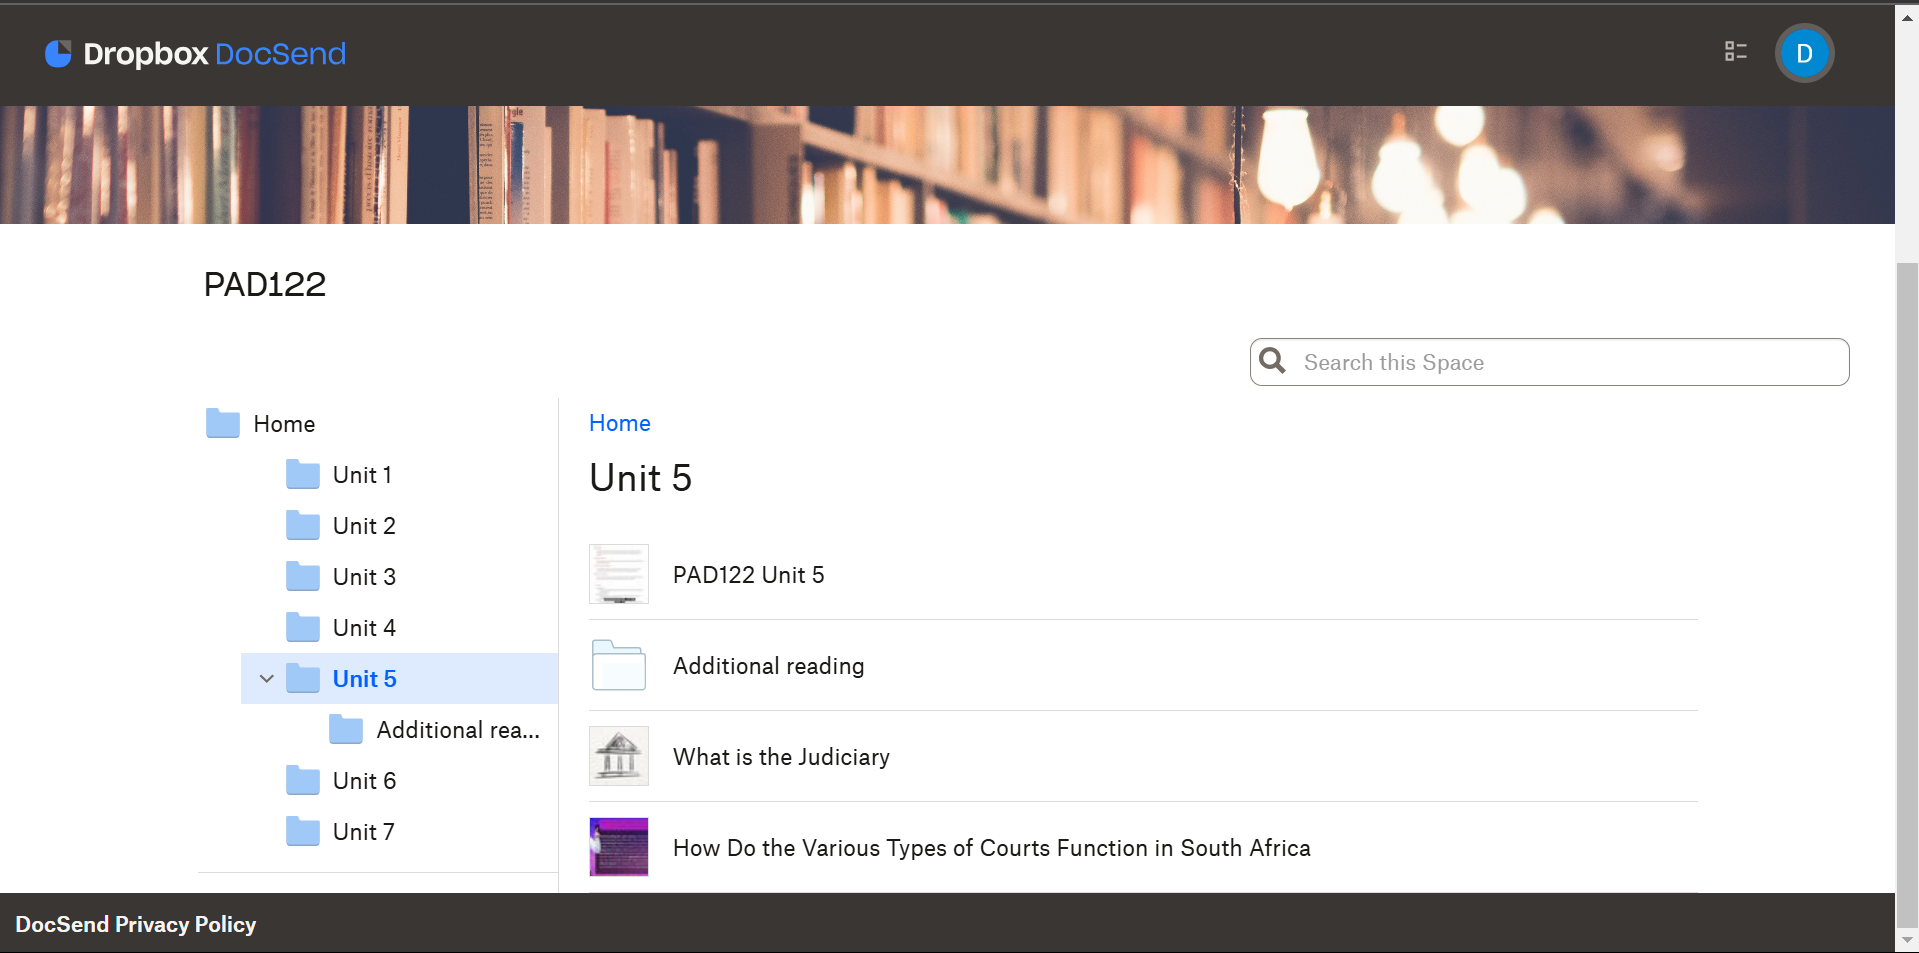 Dropbox DocSend
D
PAD122
Search this Space
Home
Unit 1
Unit 2
Unit 3
Unit 4
Unit 5
Additional rea...
Unit 6
Unit 7
Home
Unit 5
PAD122 Unit 5
Additional reading
What is the Judiciary
How Do the Various Types of Courts Function in South Africa
DocSend Privacy Policy